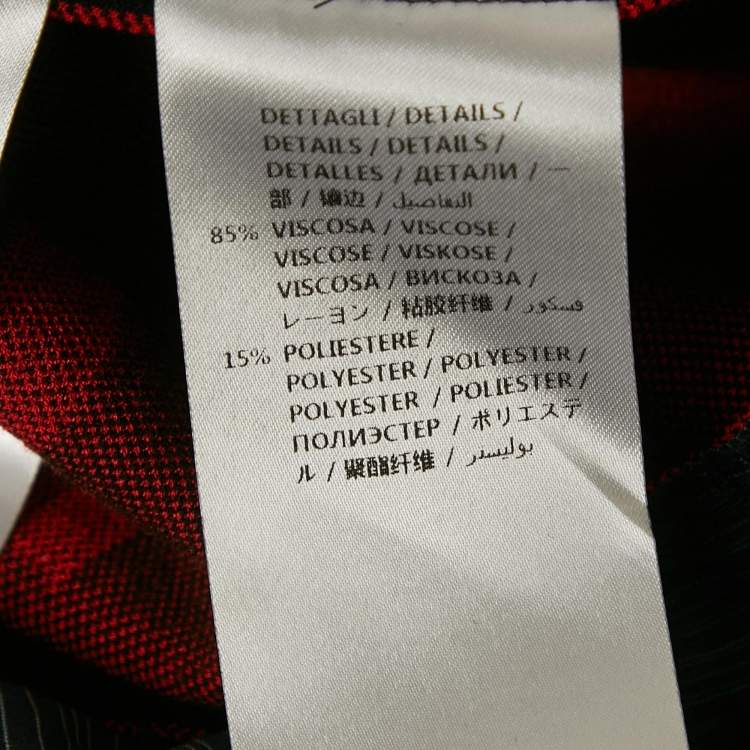 DETTAGLI / DETAILS /
DETAILS / DETAILS /
DETALLES / ДЕТАЛИ / 一
部 / 镶边 / التفاصيل
85% VISCOSA / VISCOSE /
VISCOSE / VISKOSE /
VISCOSA / ВИСКОЗА /
レーヨン / 粘胶纤维 / فسكوز
15% POLIESTERE /
POLYESTER / POLYESTER /
POLYESTER / POLIESTER /
ПОЛИЭСТЕР / ポリエステ
ル / 聚酯纤维 / بوليستر